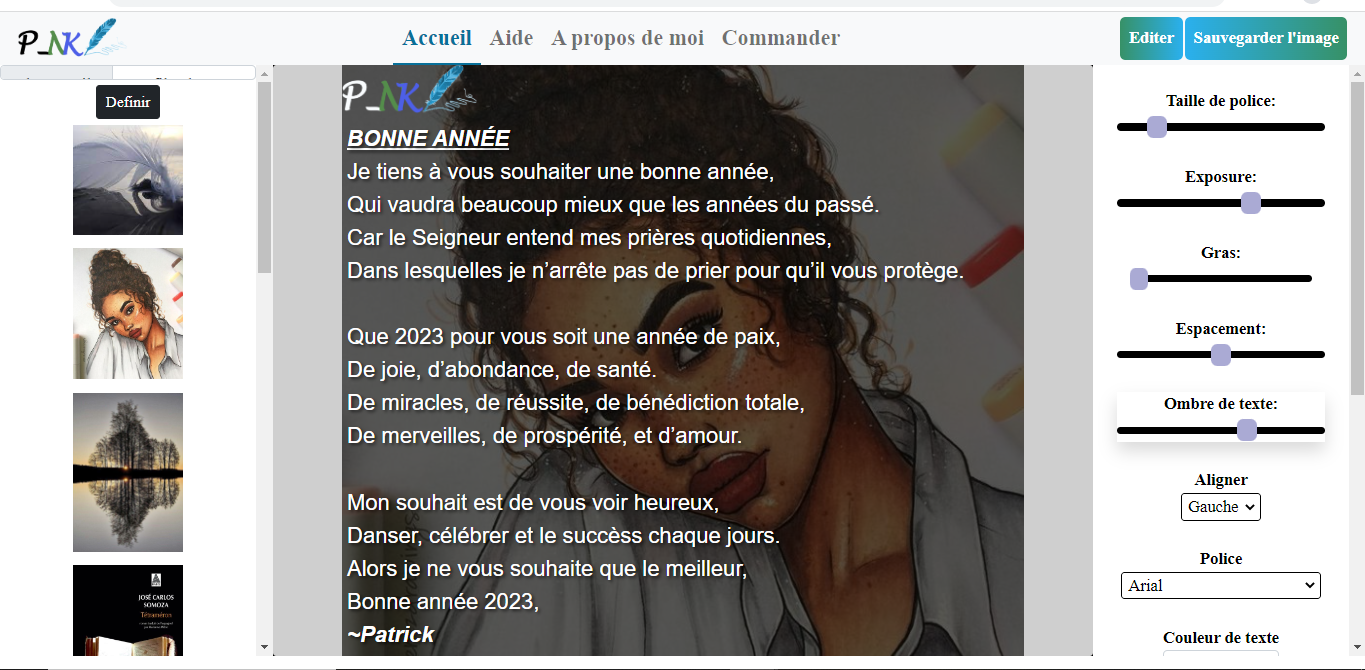 P_NK
Accueil
Aide
A propos de moi
Commander
Editer
Sauvegarder l'image
Definir
JOSÉ CARLOS
SOMOZA
Tétraméron
P_NK
BONNE ANNÉE
Je tiens à vous souhaiter une bonne année,
Qui vaudra beaucoup mieux que les années du passé.
Car le Seigneur entend mes prières quotidiennes,
Dans lesquelles je n’arrête pas de prier pour qu’il vous protège.
Que 2023 pour vous soit une année de paix,
De joie, d’abondance, de santé.
De miracles, de réussite, de bénédiction totale,
De merveilles, de prospérité, et d’amour.
Mon souhait est de vous voir heureux,
Danser, célébrer et le succèss chaque jours.
Alors je ne vous souhaite que le meilleur,
Bonne année 2023,
~Patrick
Taille de police:
Exposure:
Gras:
Espacement:
Ombre de texte:
Aligner
Gauche
Police
Arial
Couleur de texte